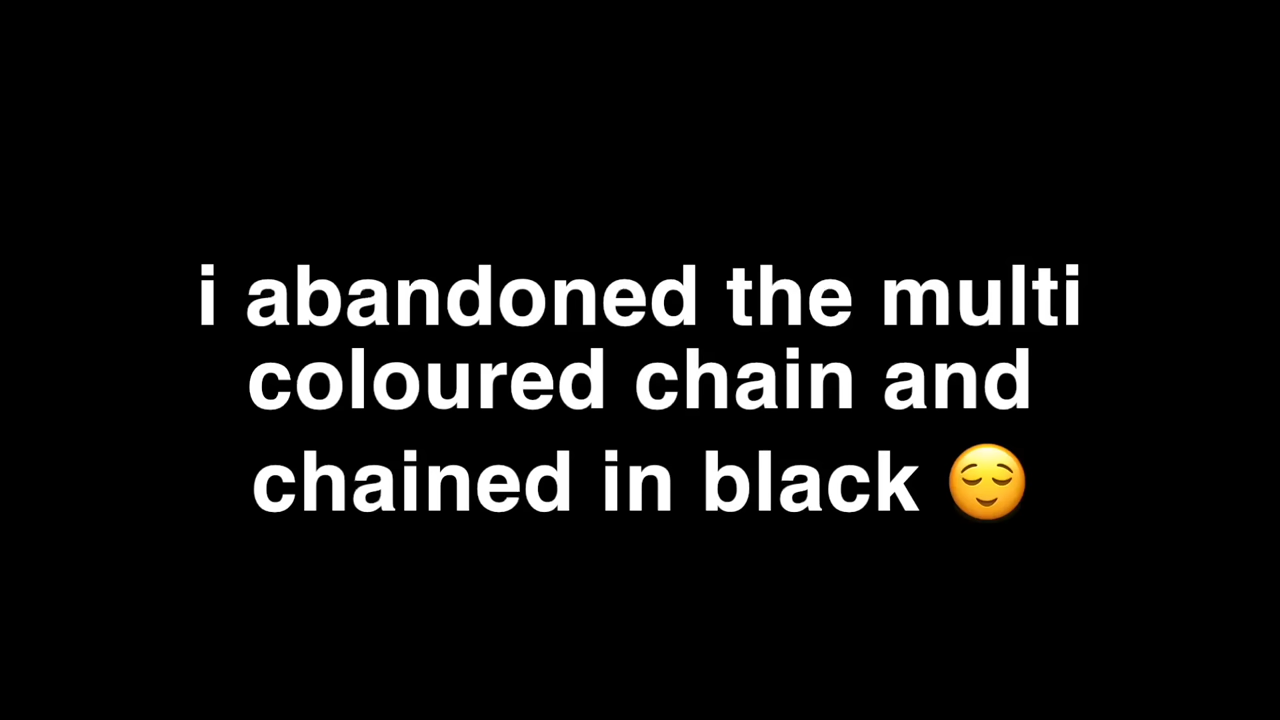 i abandoned the multi
coloured chain and
chained in black 😌